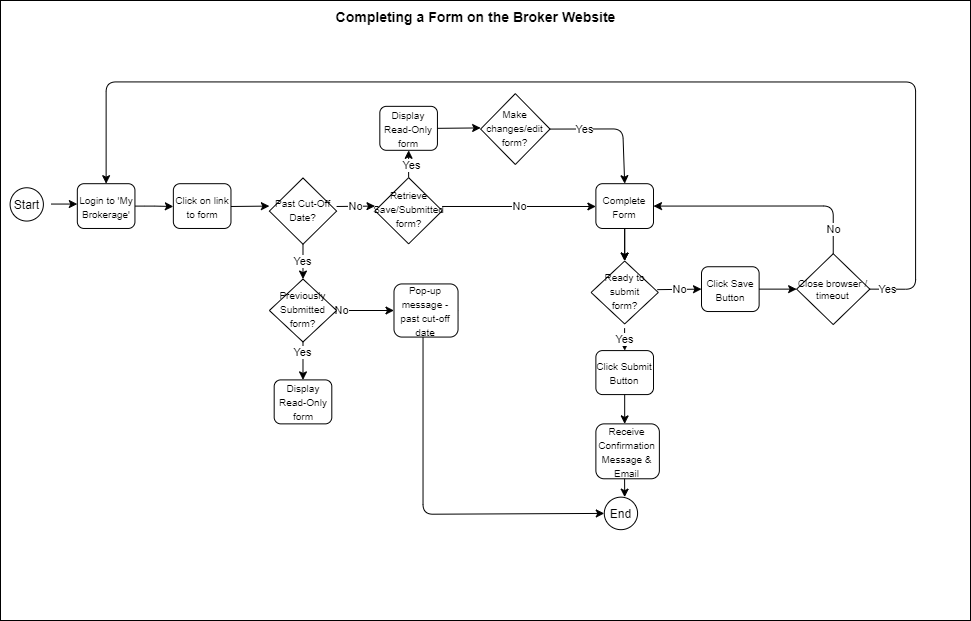 Completing a Form on the Broker Website
Start
Login to 'My
Brokerage'
Click on link
to form
Past Cut-Off
Date?
No
Retrieve
Save/Submitted
form?
Yes
Display
Read-Only
form
Make
changes/edit
form?
Yes
No
Complete
Form
Ready to
submit
form?
No
Click Save
Button
Close browser /
timeout
No
Yes
Yes
Click Submit
Button
Receive
Confirmation
Message &
Email
End
Yes
Previously
Submitted
form?
No
Pop-up
message -
past cut-off
date
Yes
Display
Read-Only
form